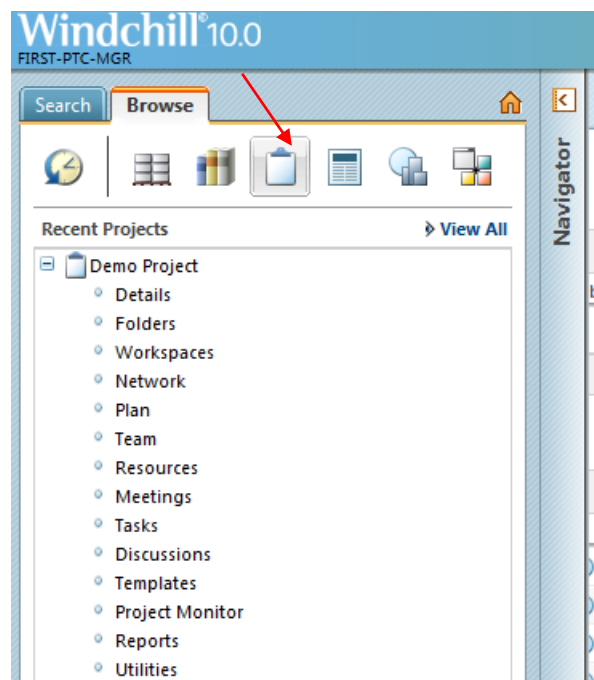 Windchill®10.0
FIRST-PTC-MGR
Search
Browse
Navigator
Recent Projects
View All
Demo Project
Details
Folders
Workspaces
Network
Plan
Team
Resources
Meetings
Tasks
Discussions
Templates
Project Monitor
Reports
Utilities